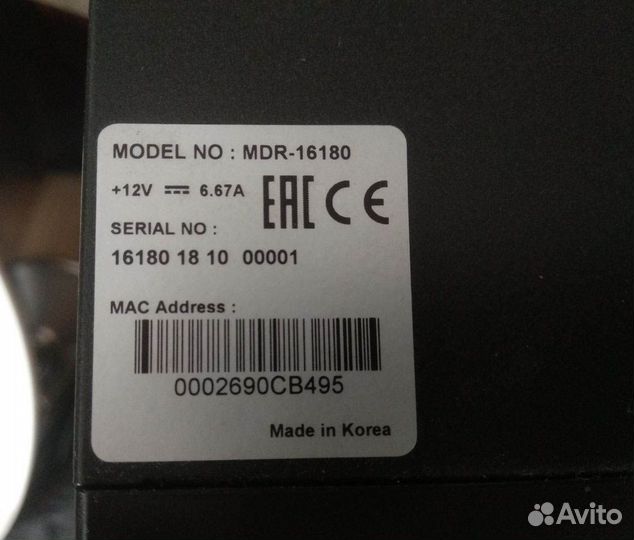 MODEL NO : MDR-16180
+12V ⎓ 6.67A
EAC CE
SERIAL NO :
16180 18 10 00001
MAC Address :
0002690CB495
Made in Korea
Avito